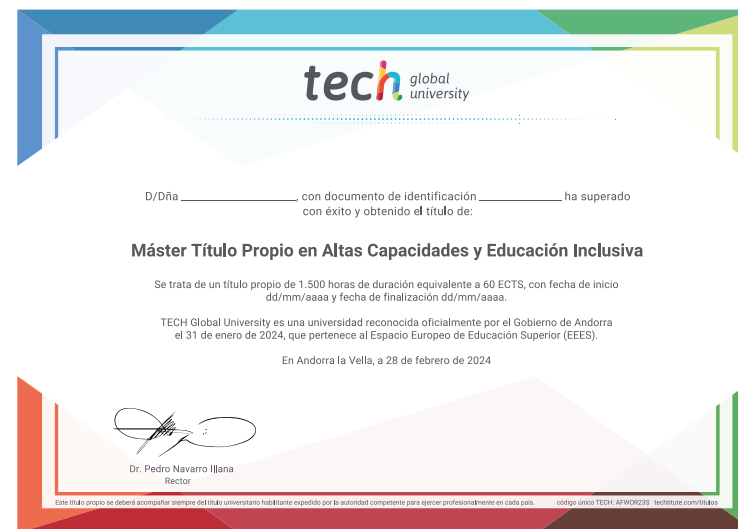 tech global university
D/Dña ____________________, con documento de identificación ______________ ha superado
con éxito y obtenido el título de:
Máster Título Propio en Altas Capacidades y Educación Inclusiva
Se trata de un título propio de 1.500 horas de duración equivalente a 60 ECTS, con fecha de inicio
dd/mm/aaaa y fecha de finalización dd/mm/aaaa.
TECH Global University es una universidad reconocida oficialmente por el Gobierno de Andorra
el 31 de enero de 2024, que pertenece al Espacio Europeo de Educación Superior (EEES).
En Andorra la Vella, a 28 de febrero de 2024
Dr. Pedro Navarro Illana
Rector
Este título propio se deberá acompañar siempre del título universitario habilitante expedido por la autoridad competente para ejercer profesionalmente en cada país. código único TECH: AFWOR23S techtitute.com/titulos